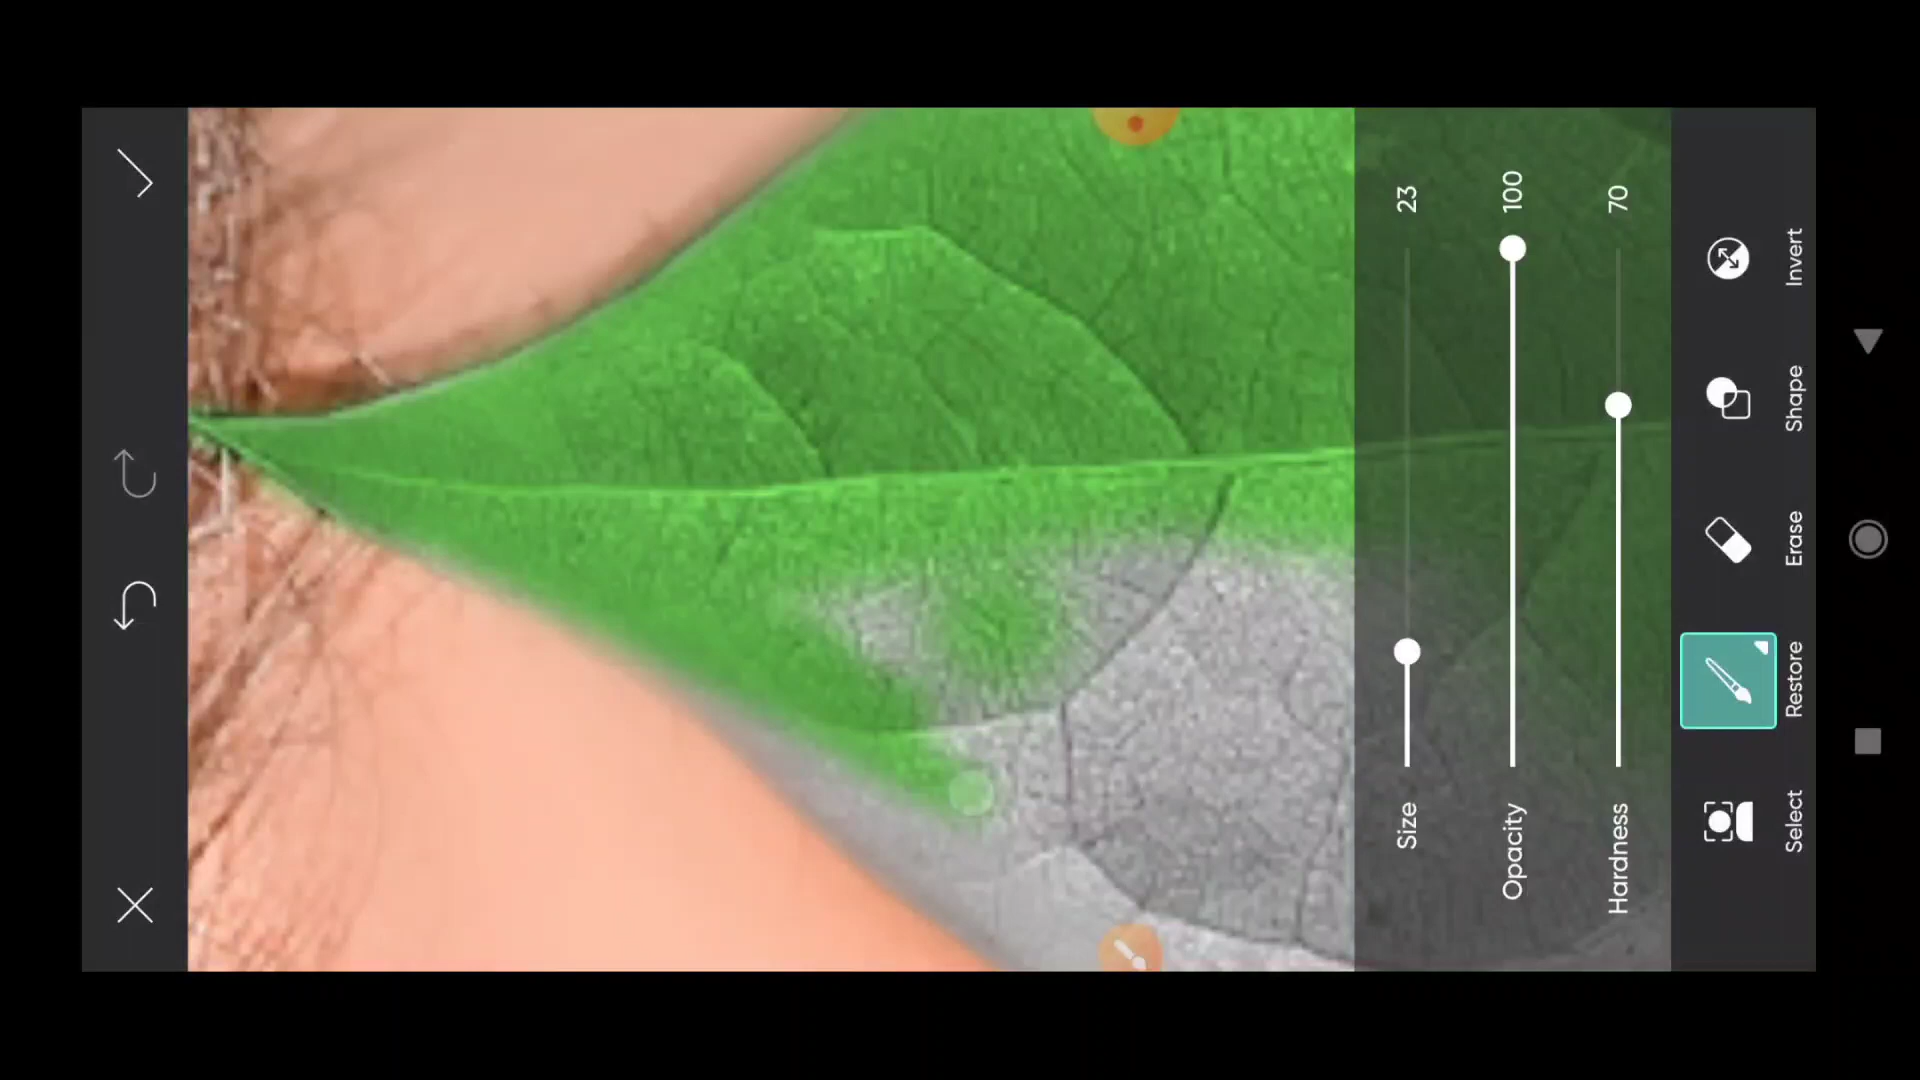 23
100
70
Size
Opacity
Hardness
Invert
Shape
Erase
Restore
Select